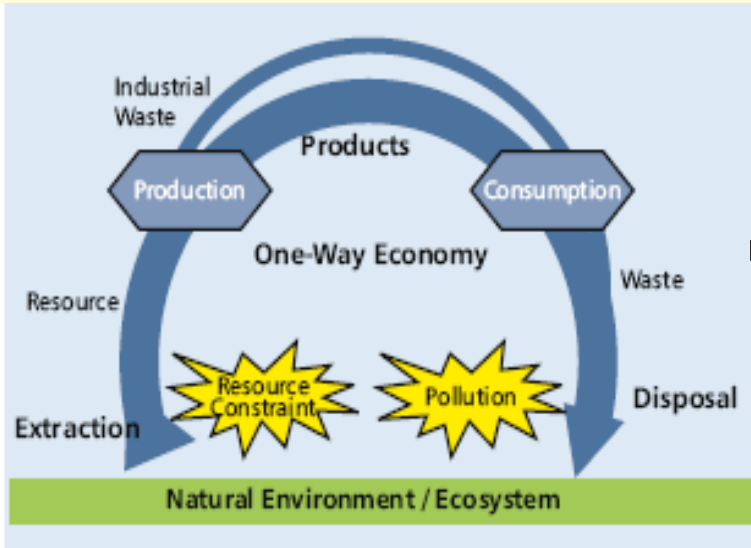 Industrial
Waste
Products
Production
Consumption
One-Way Economy
Resource
Waste
Resource
Constraint
Pollution
Extraction
Disposal
Natural Environment / Ecosystem